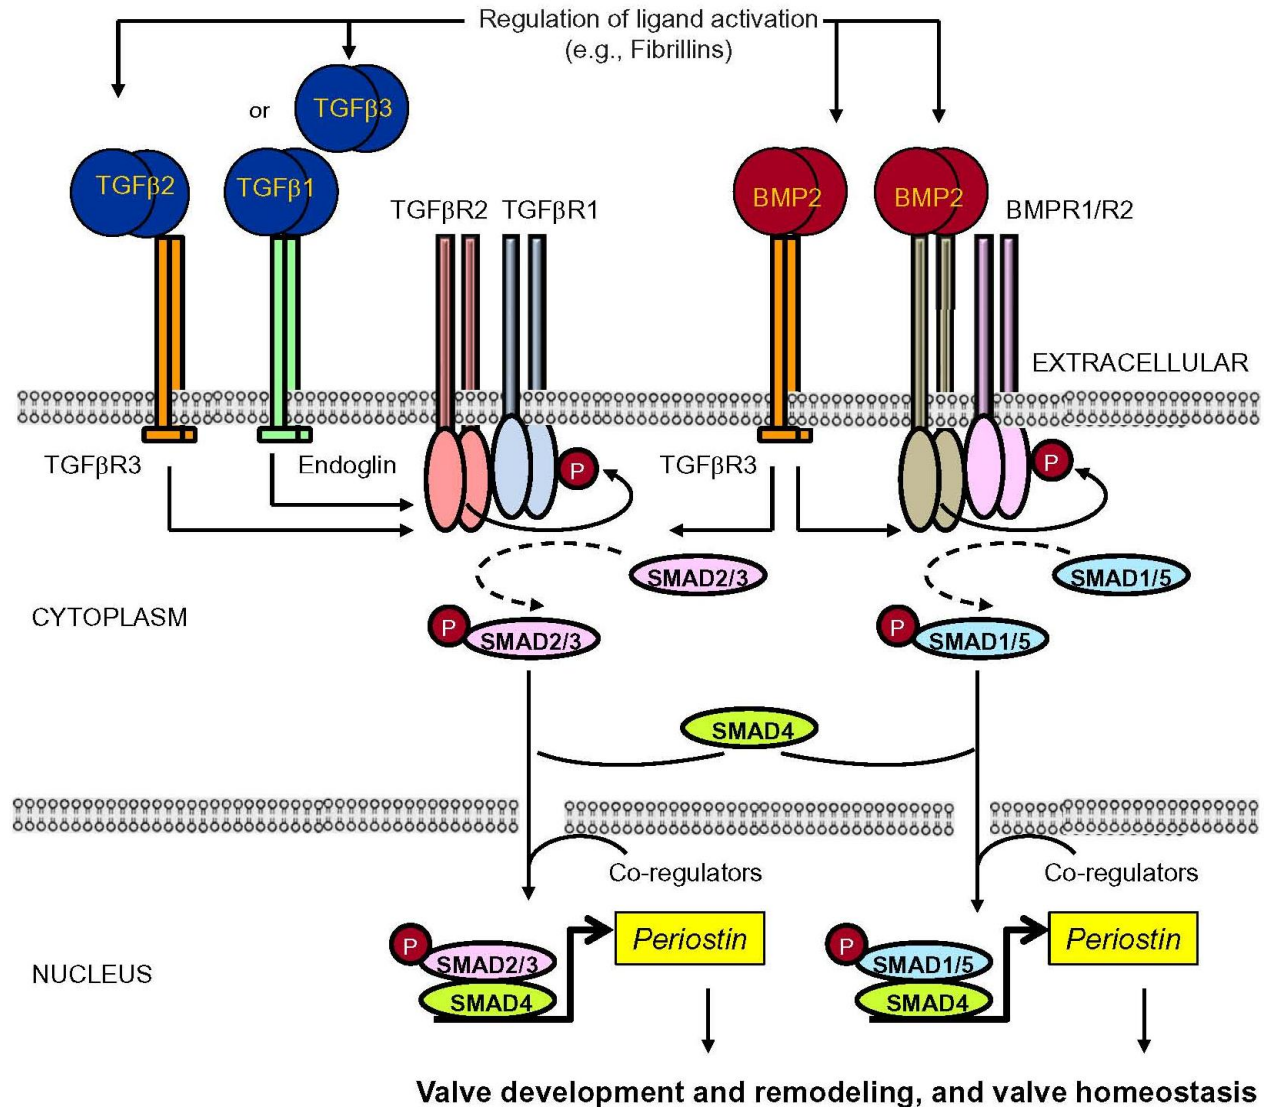 Regulation of ligand activation
(e.g., Fibrillins)
or
TGFβ3
TGFβ2
TGFβ1
TGFβR2
TGFβR1
BMP2
BMP2
BMPR1/R2
EXTRACELLULAR
TGFβR3
Endoglin
P
TGFβR3
P
SMAD2/3
SMAD1/5
CYTOPLASM
P
SMAD2/3
P
SMAD1/5
SMAD4
Co-regulators
Co-regulators
P
SMAD2/3
SMAD4
Periostin
P
SMAD1/5
SMAD4
Periostin
NUCLEUS
Valve development and remodeling, and valve homeostasis